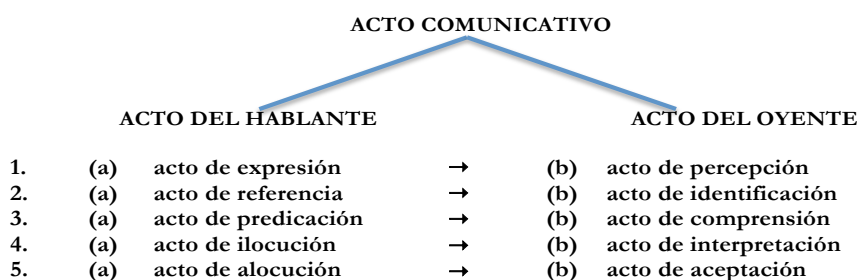 ACTO COMUNICATIVO
ACTO DEL HABLANTE ACTO DEL OYENTE
1. (a) acto de expresión → (b) acto de percepción
2. (a) acto de referencia → (b) acto de identificación
3. (a) acto de predicación → (b) acto de comprensión
4. (a) acto de ilocución → (b) acto de interpretación
5. (a) acto de alocución → (b) acto de aceptación